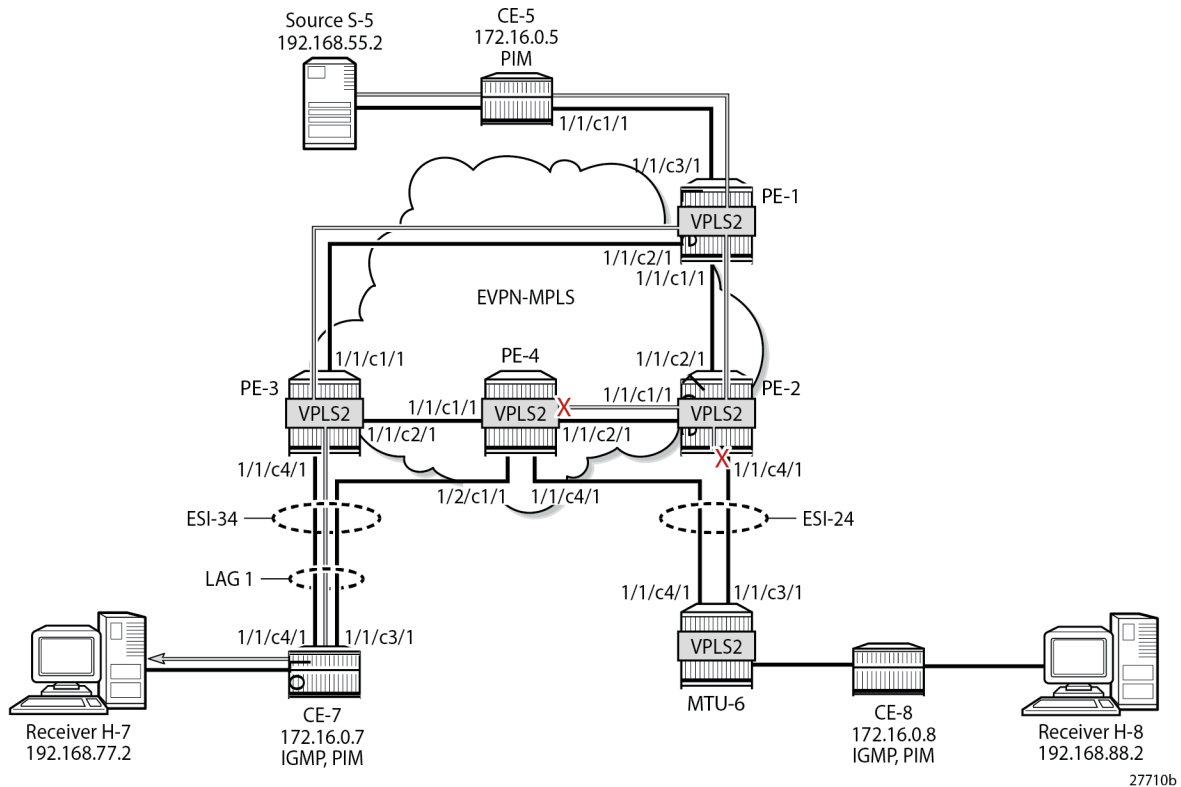 Source S-5
192.168.55.2
CE-5
172.16.0.5
PIM
1/1/c1/1
1/1/c3/1
PE-1
VPLS2
1/1/c2/1
1/1/c1/1
EVPN-MPLS
1/1/c1/1
PE-4
1/1/c2/1
PE-3
PE-2
1/1/c1/1
1/1/c1/1
VPLS2
VPLS2
X
VPLS2
1/1/c2/1
1/1/c2/1
X
1/1/c4/1
1/1/c4/1
1/2/c1/1
1/1/c4/1
ESI-34
ESI-24
LAG 1
1/1/c4/1
1/1/c3/1
1/1/c4/1
1/1/c3/1
VPLS2
MTU-6
Receiver H-7
192.168.77.2
CE-7
172.16.0.7
IGMP, PIM
CE-8
172.16.0.8
IGMP, PIM
Receiver H-8
192.168.88.2
27710b